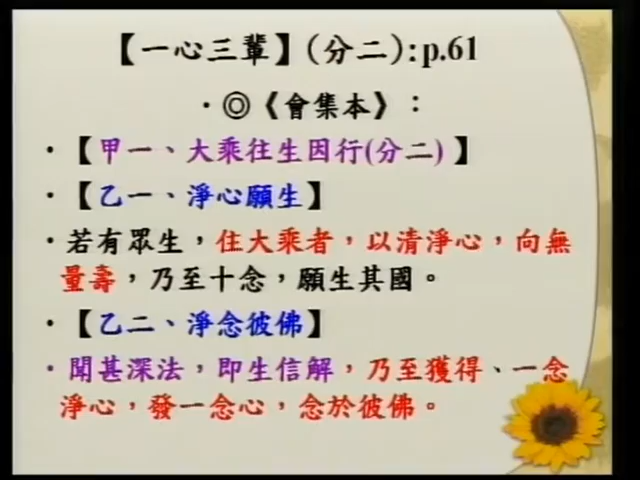 【一心三輩】(分二):p.61
•◎《會集本》：
•【甲一、大乘往生因行(分二)】
•【乙一、淨心願生】
•若有眾生，住大乘者，以清淨心，向無
量壽，乃至十念，願生其國。
•【乙二、淨念彼佛】
•聞甚深法，即生信解，乃至獲得、一念
淨心，發一念心，念於彼佛。